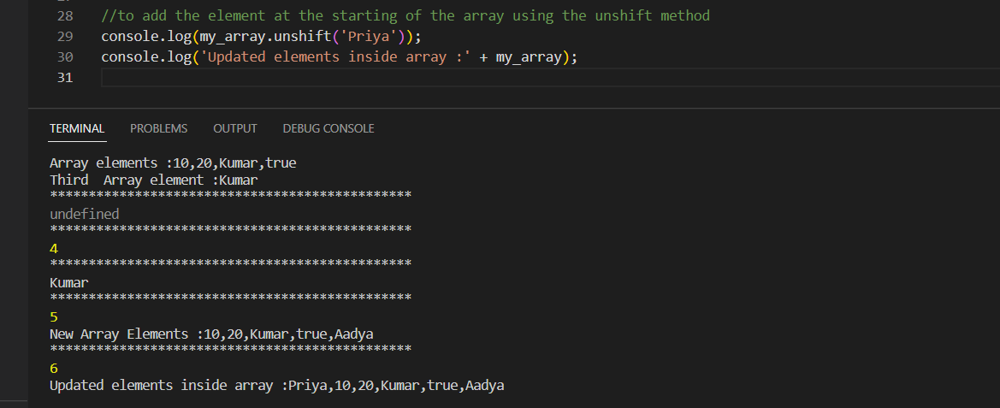 28 //to add the element at the starting of the array using the unshift method
29 console.log(my_array.unshift('Priya'));
30 console.log('Updated elements inside array :' + my_array);
31
TERMINAL PROBLEMS OUTPUT DEBUG CONSOLE
Array elements :10,20,Kumar,true
Third  Array element :Kumar
***********************************************
undefined
***********************************************
4
***********************************************
Kumar
***********************************************
5
New Array Elements :10,20,Kumar,true,Aadya
***********************************************
6
Updated elements inside array :Priya,10,20,Kumar,true,Aadya